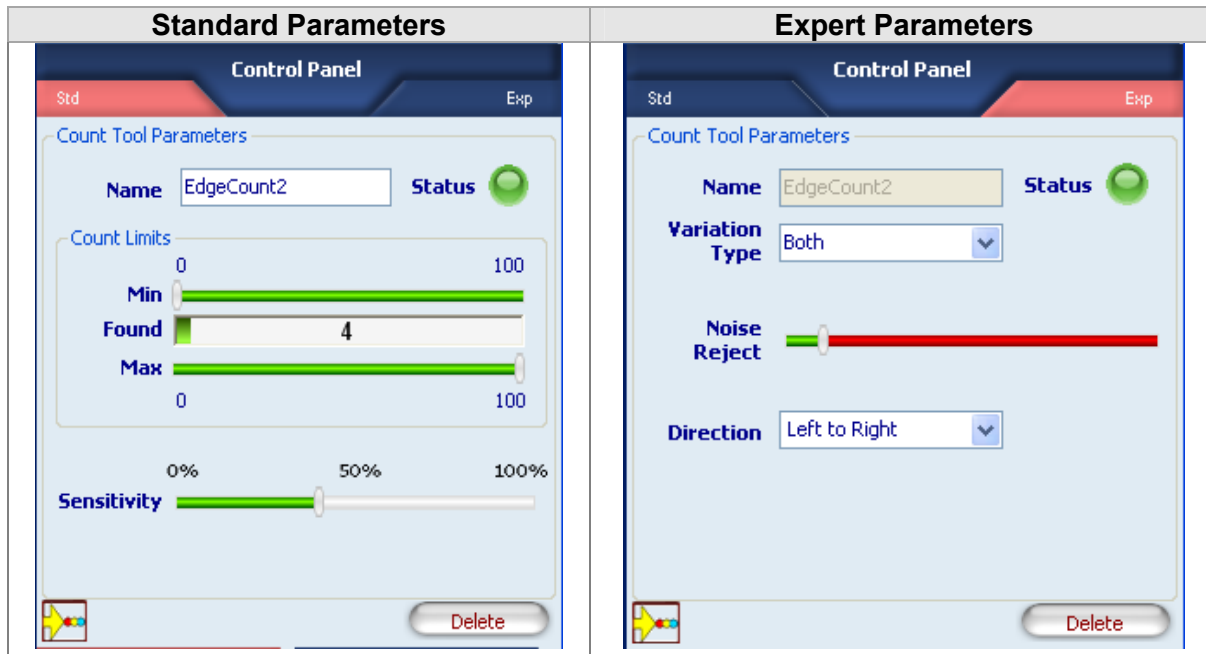 Standard Parameters
Expert Parameters
Control Panel
Std
Exp
Count Tool Parameters
Name
EdgeCount2
Status
Count Limits
0
100
Min
Found
4
Max
0
100
0%
50%
100%
Sensitivity
Delete
Control Panel
Std
Exp
Count Tool Parameters
Name
EdgeCount2
Status
Variation
Type
Both
Noise
Reject
Direction
Left to Right
Delete